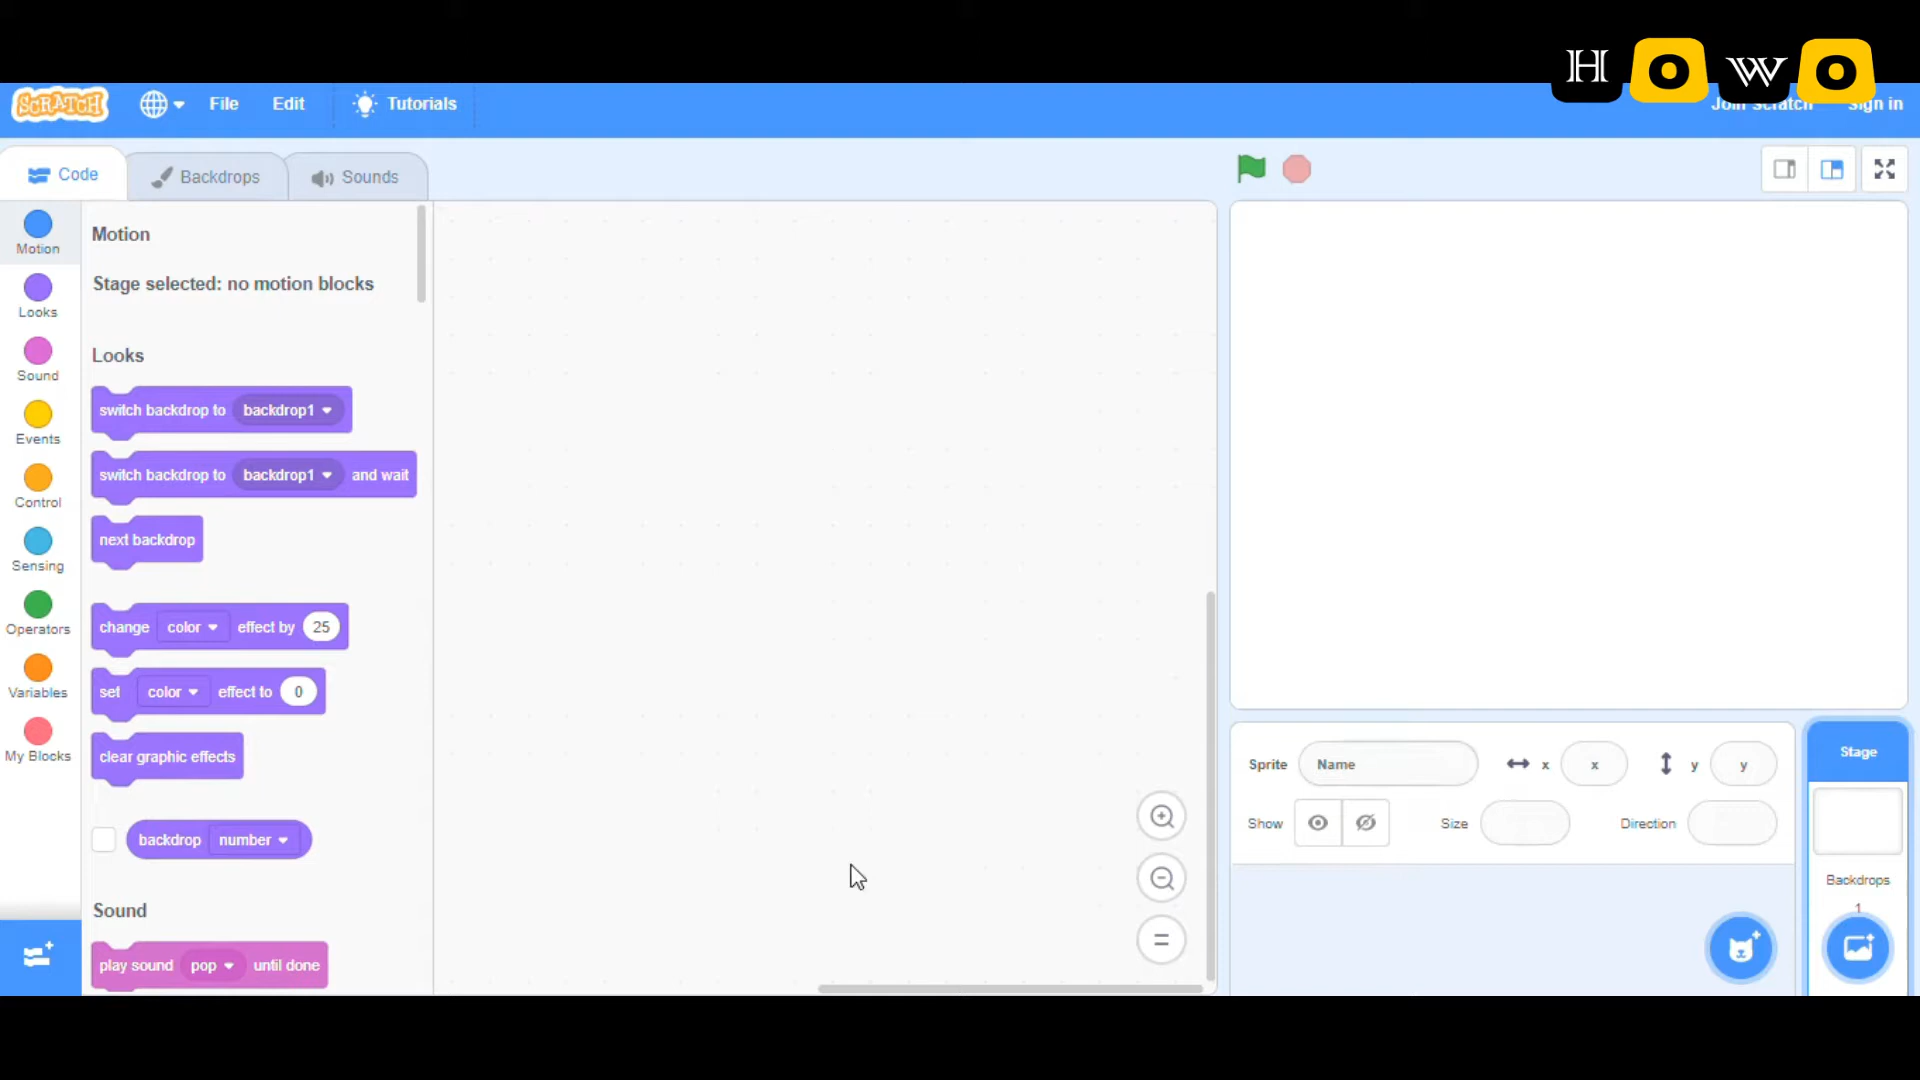 HOWO
SCRATCH File Edit Tutorials Join Scratch Sign in
Code Backdrops Sounds
Motion
Looks
Sound
Events
Control
Sensing
Operators
Variables
My Blocks
Motion
Stage selected: no motion blocks
Looks
switch backdrop to backdrop1
switch backdrop to backdrop1 and wait
next backdrop
change color effect by 25
set color effect to 0
clear graphic effects
backdrop number
Sound
play sound pop until done
Sprite Name x x y y
Show Size Direction
Stage
Backdrops
1